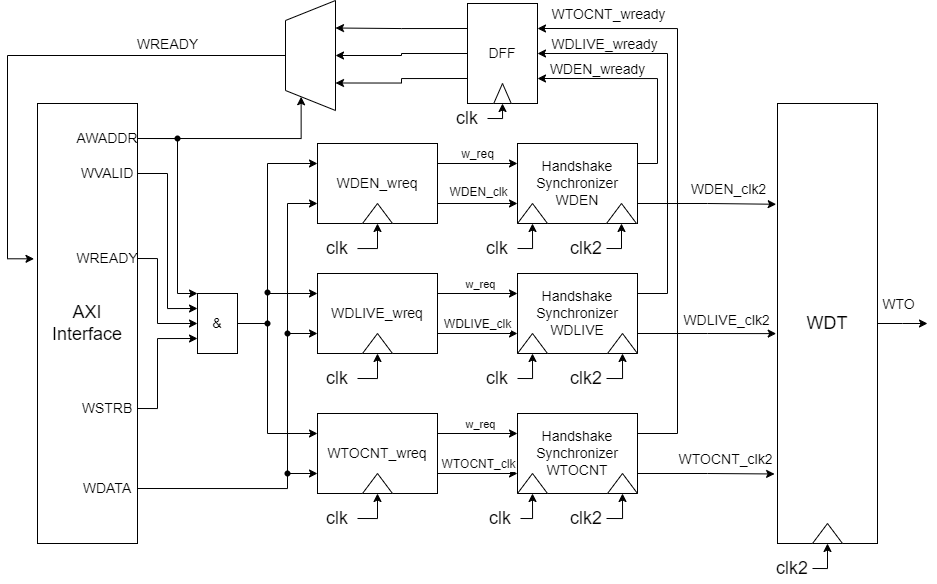 WTOCNT_wready
WREADY
WDLIVE_wready
DFF
WDEN_wready
clk
AWADDR
w_req
Handshake
Synchronizer
WDEN
WVALID
WDEN_wreq
WDEN_clk
WDEN_clk2
clk
clk
clk2
WREADY
w_req
Handshake
Synchronizer
WDLIVE
AXI
Interface
&
WDLIVE_wreq
WDLIVE_clk
WDLIVE_clk2
WDT
WTO
clk
clk
clk2
WSTRB
w_req
Handshake
Synchronizer
WTOCNT
WTOCNT_wreq
WTOCNT_clk
WTOCNT_clk2
WDATA
clk
clk
clk2
clk2